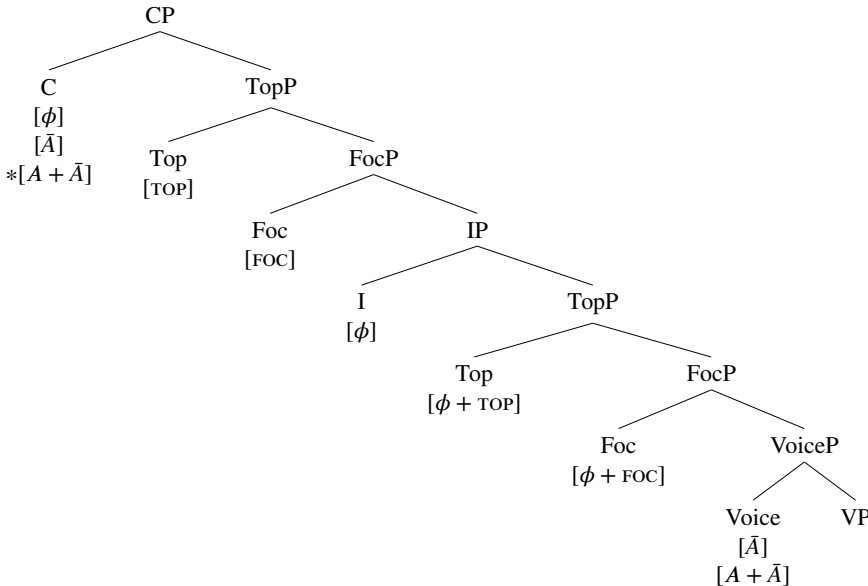 CP
C TopP
[ϕ]
[Ā]
*[A + Ā]
Top FocP
[TOP]
Foc IP
[FOC]
I TopP
[ϕ]
Top FocP
[ϕ + TOP]
Foc VoiceP
[ϕ + FOC]
Voice VP
[Ā]
[A + Ā]